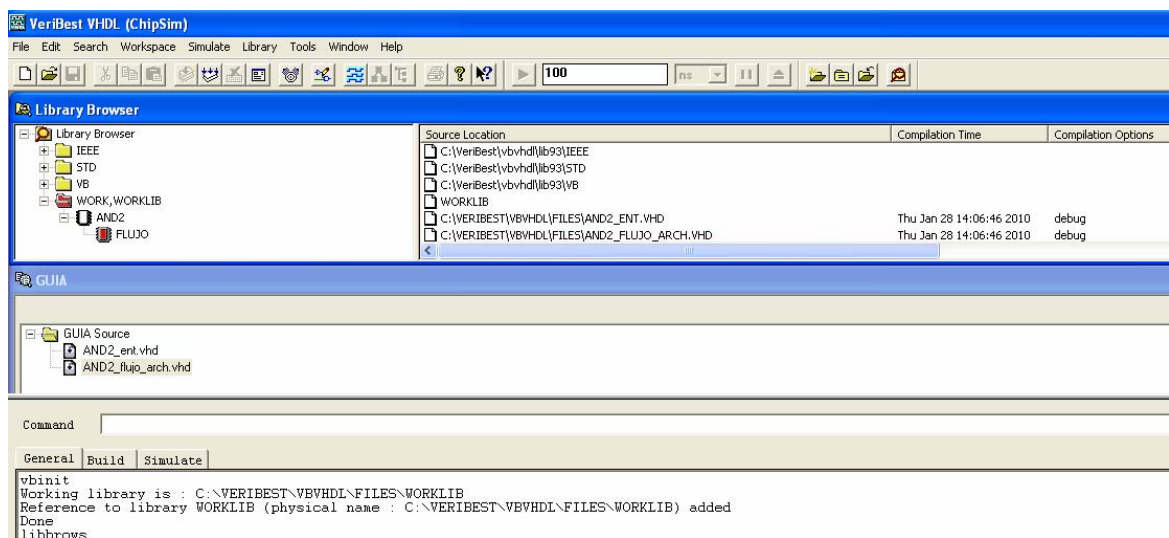 VeriBest VHDL (ChipSim)
File Edit Search Workspace Simulate Library Tools Window Help
100 ns
Library Browser
Library Browser
IEEE
STD
VB
WORK,WORKLIB
AND2
FLUJO
Source Location Compilation Time Compilation Options
C:\VeriBest\vbvhdl\lib93\IEEE
C:\VeriBest\vbvhdl\lib93\STD
C:\VeriBest\vbvhdl\lib93\VB
WORKLIB
C:\VERIBEST\VBVHDL\FILES\AND2_ENT.VHD Thu Jan 28 14:06:46 2010 debug
C:\VERIBEST\VBVHDL\FILES\AND2_FLUJO_ARCH.VHD Thu Jan 28 14:06:46 2010 debug
GUIA
GUIA Source
AND2_ent.vhd
AND2_flujo_arch.vhd
Command
General Build Simulate
vbinit
Working library is : C:\VERIBEST\VBVHDL\FILES\WORKLIB
Reference to library WORKLIB (physical name : C:\VERIBEST\VBVHDL\FILES\WORKLIB) added
Done
libbrows